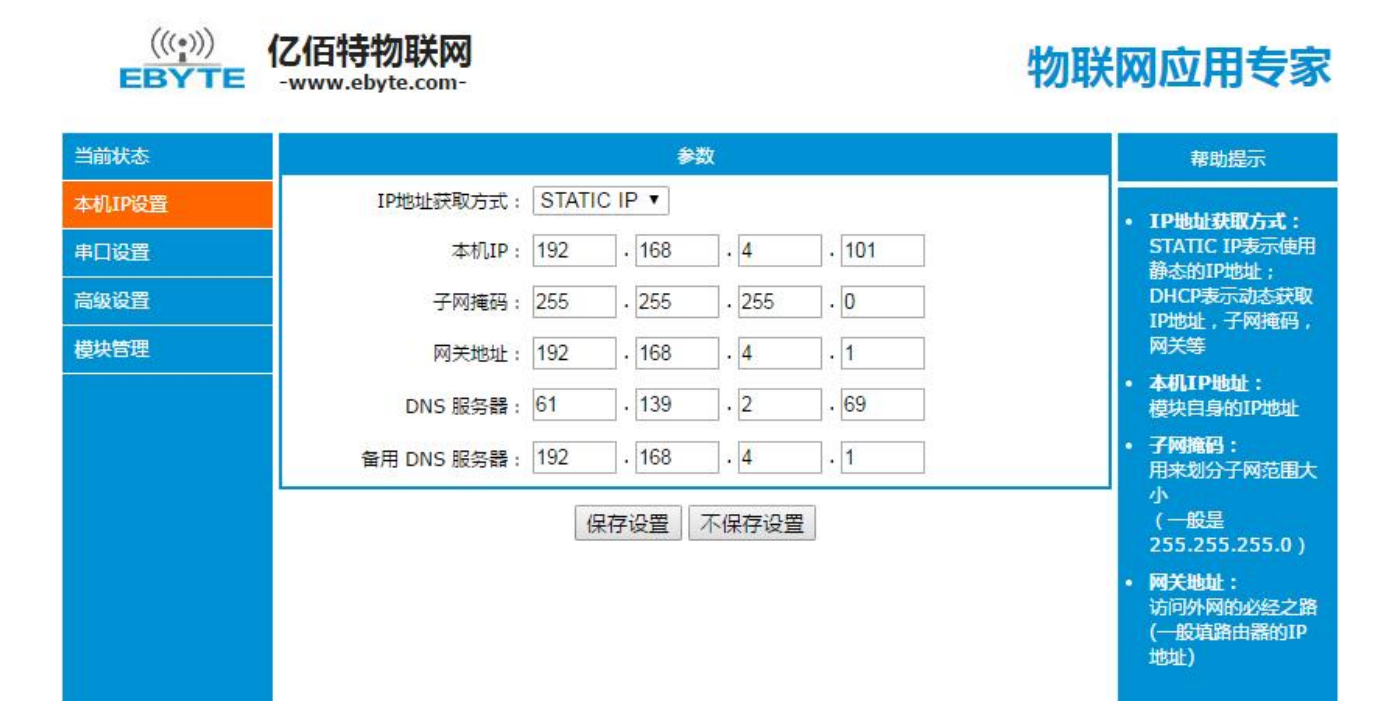 EBYTE
亿佰特物联网
-www.ebyte.com-
物联网应用专家
当前状态
本机IP设置
串口设置
高级设置
模块管理
参数
IP地址获取方式： STATIC IP ▼
本机IP： 192 . 168 . 4 . 101
子网掩码： 255 . 255 . 255 . 0
网关地址： 192 . 168 . 4 . 1
DNS 服务器： 61 . 139 . 2 . 69
备用 DNS 服务器： 192 . 168 . 4 . 1
保存设置 不保存设置
帮助提示
• IP地址获取方式：
STATIC IP表示使用
静态的IP地址；
DHCP表示动态获取
IP地址，子网掩码，
网关等
• 本机IP地址：
模块自身的IP地址
• 子网掩码：
用来划分子网范围大
小
（一般是
255.255.255.0）
• 网关地址：
访问外网的必经之路
(一般填路由器的IP
地址)